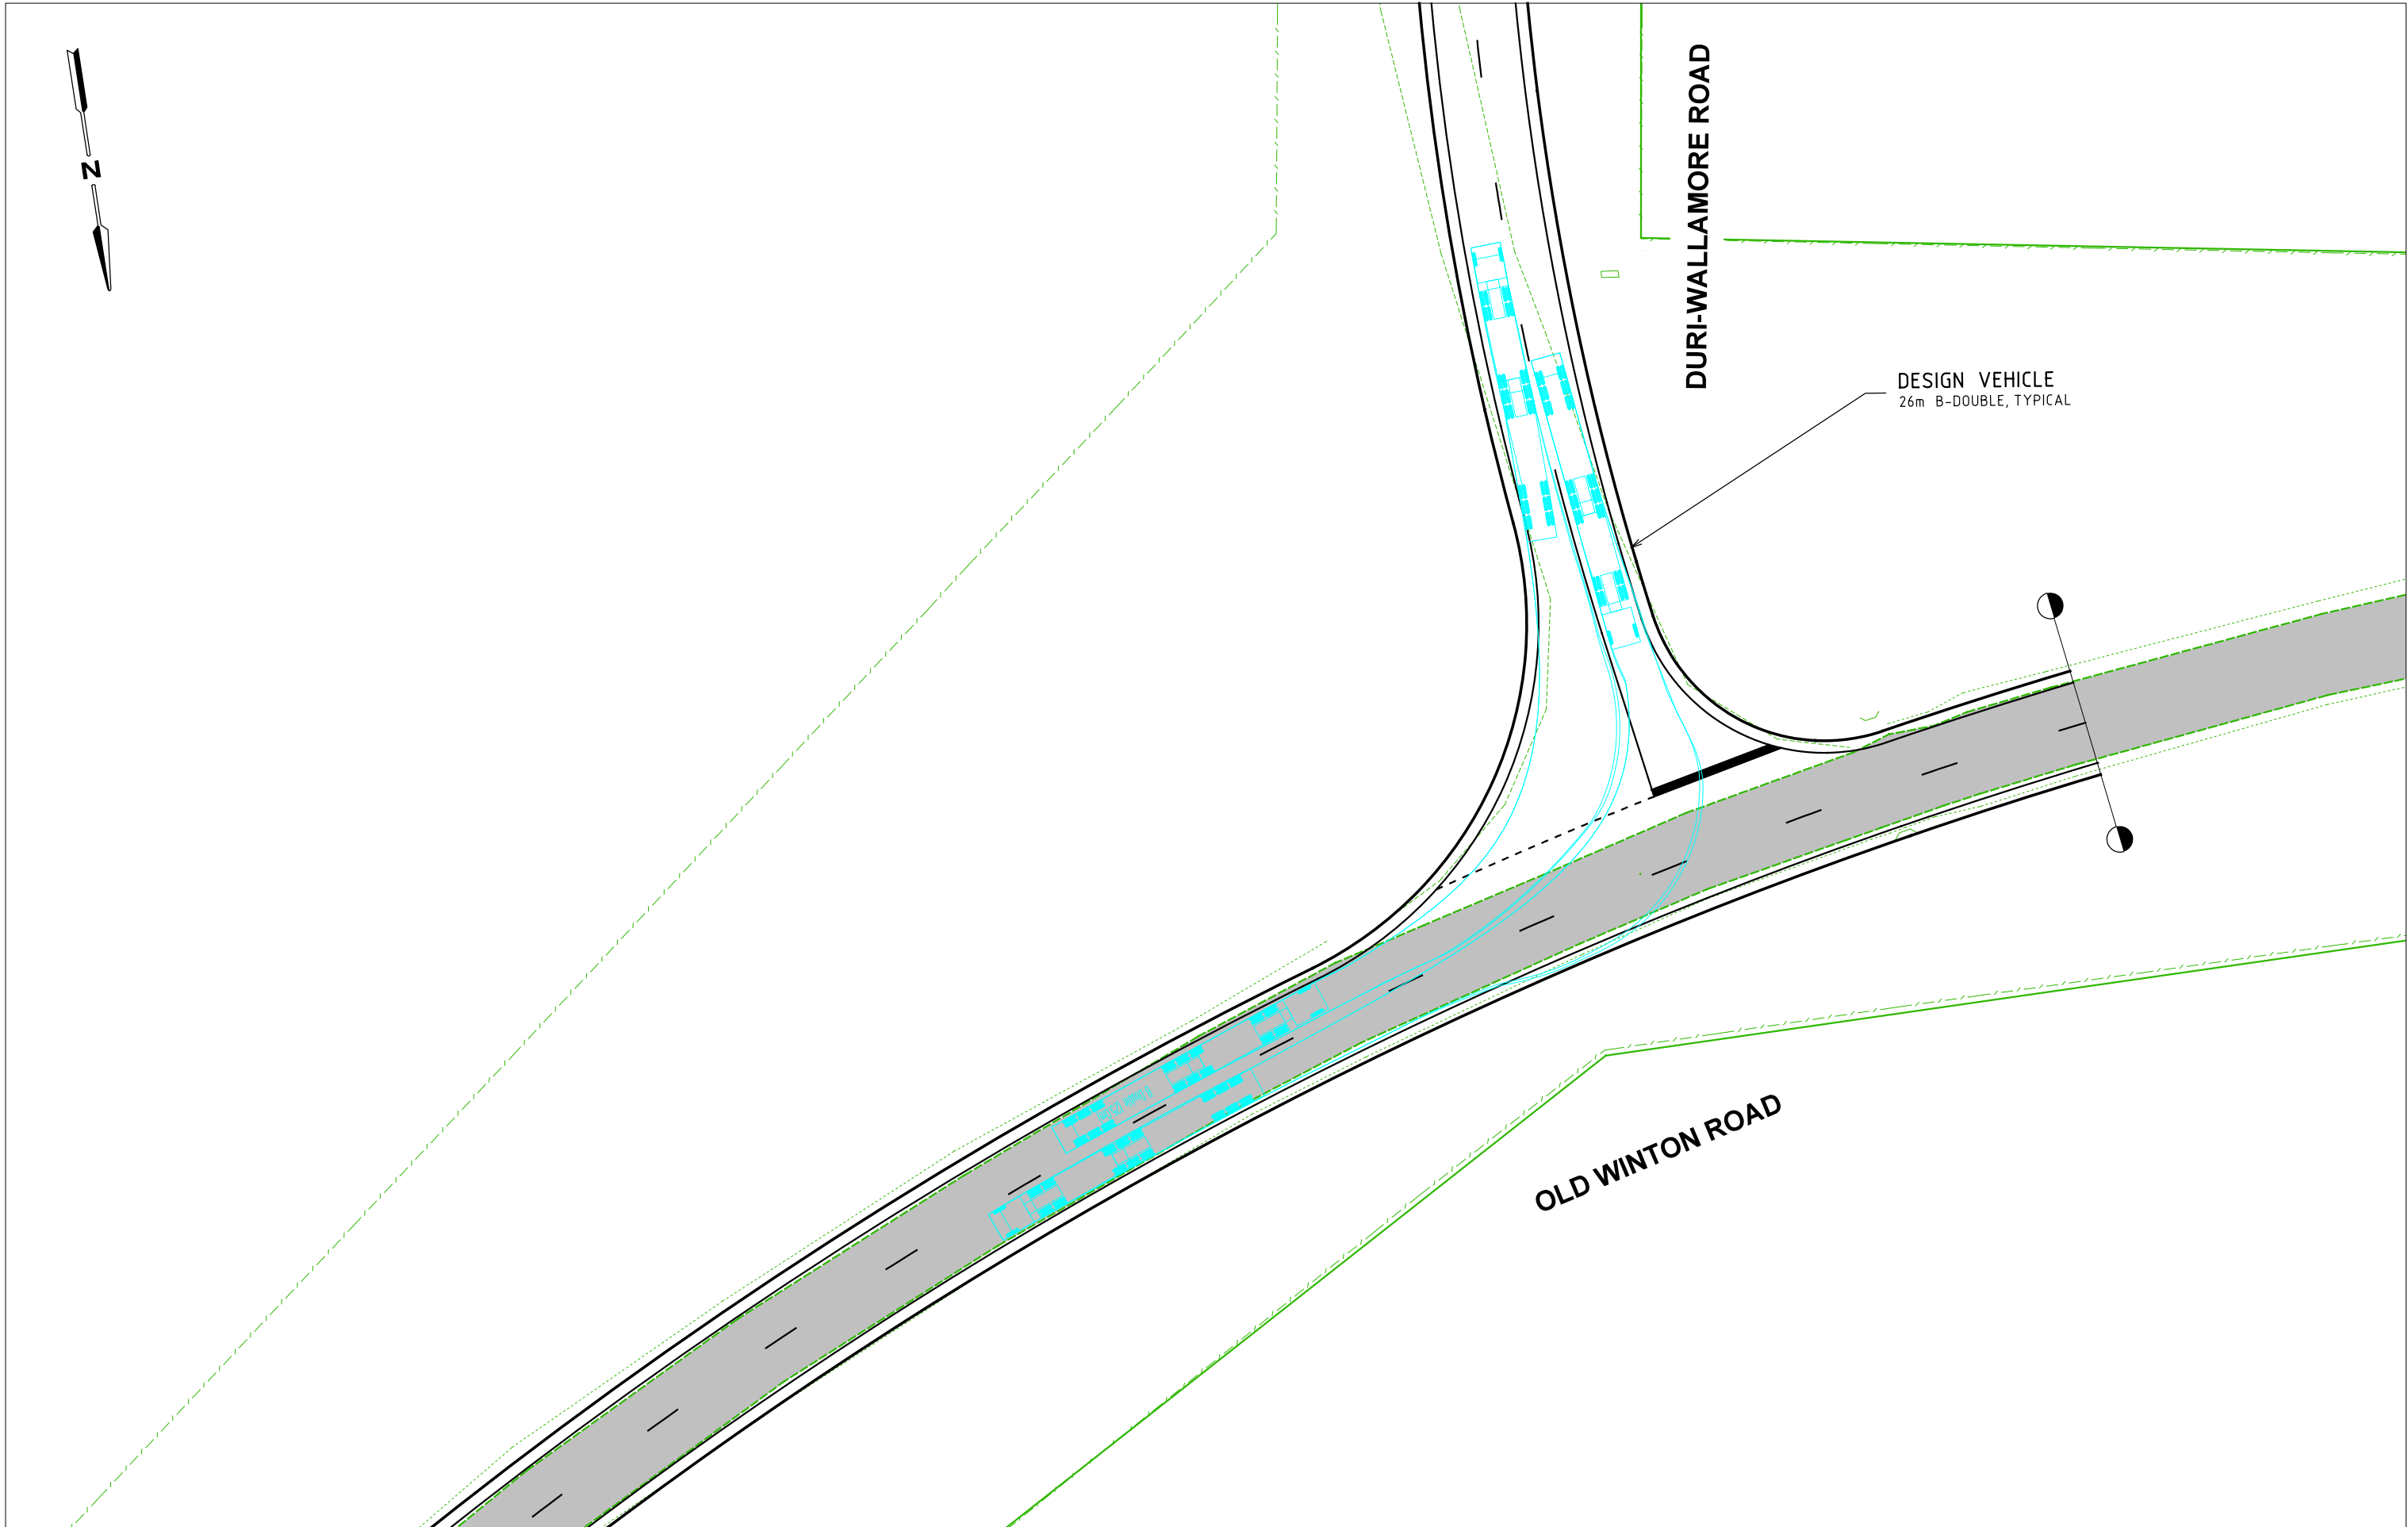 N
DURI-WALLAMORE ROAD
DESIGN VEHICLE
26m B-DOUBLE, TYPICAL
OLD WINTON ROAD